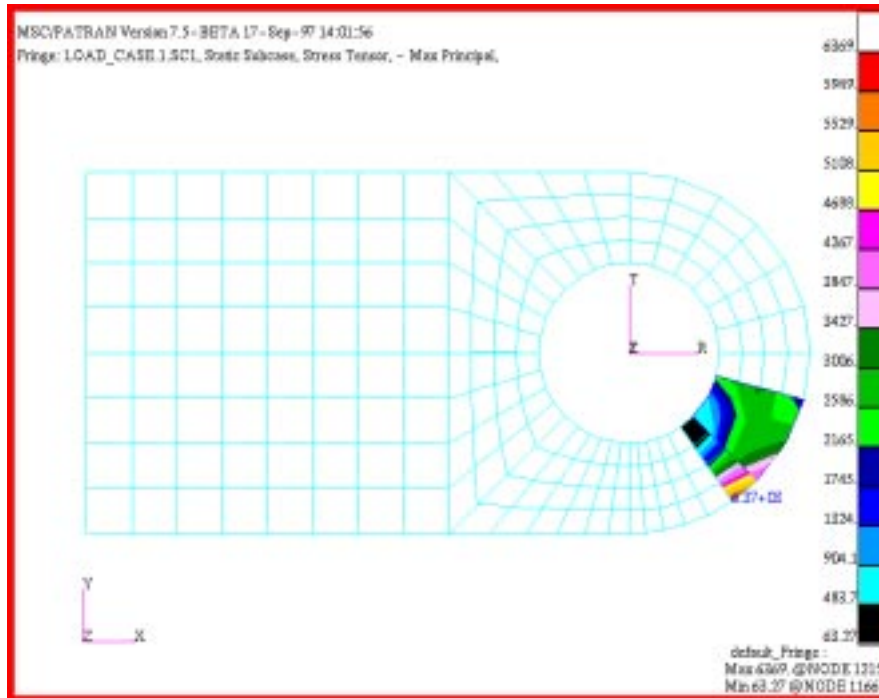 MSC/PATRAN Version 7.5-BETA 17-Sep-97 14:01:56
Fringe: LOAD_CASE.1.SC1, Static Subcase, Stress Tensor, - Max Principal,
6369.
5949.
5529.
5108.
4688.
4267.
3847.
3427.
3006.
2586.
2165.
1745.
1324.
904.1
483.7
63.27
T
Z R
Y
Z X
default_Fringe :
Max 6369. @NODE
Min 63.27 @NODE 1166